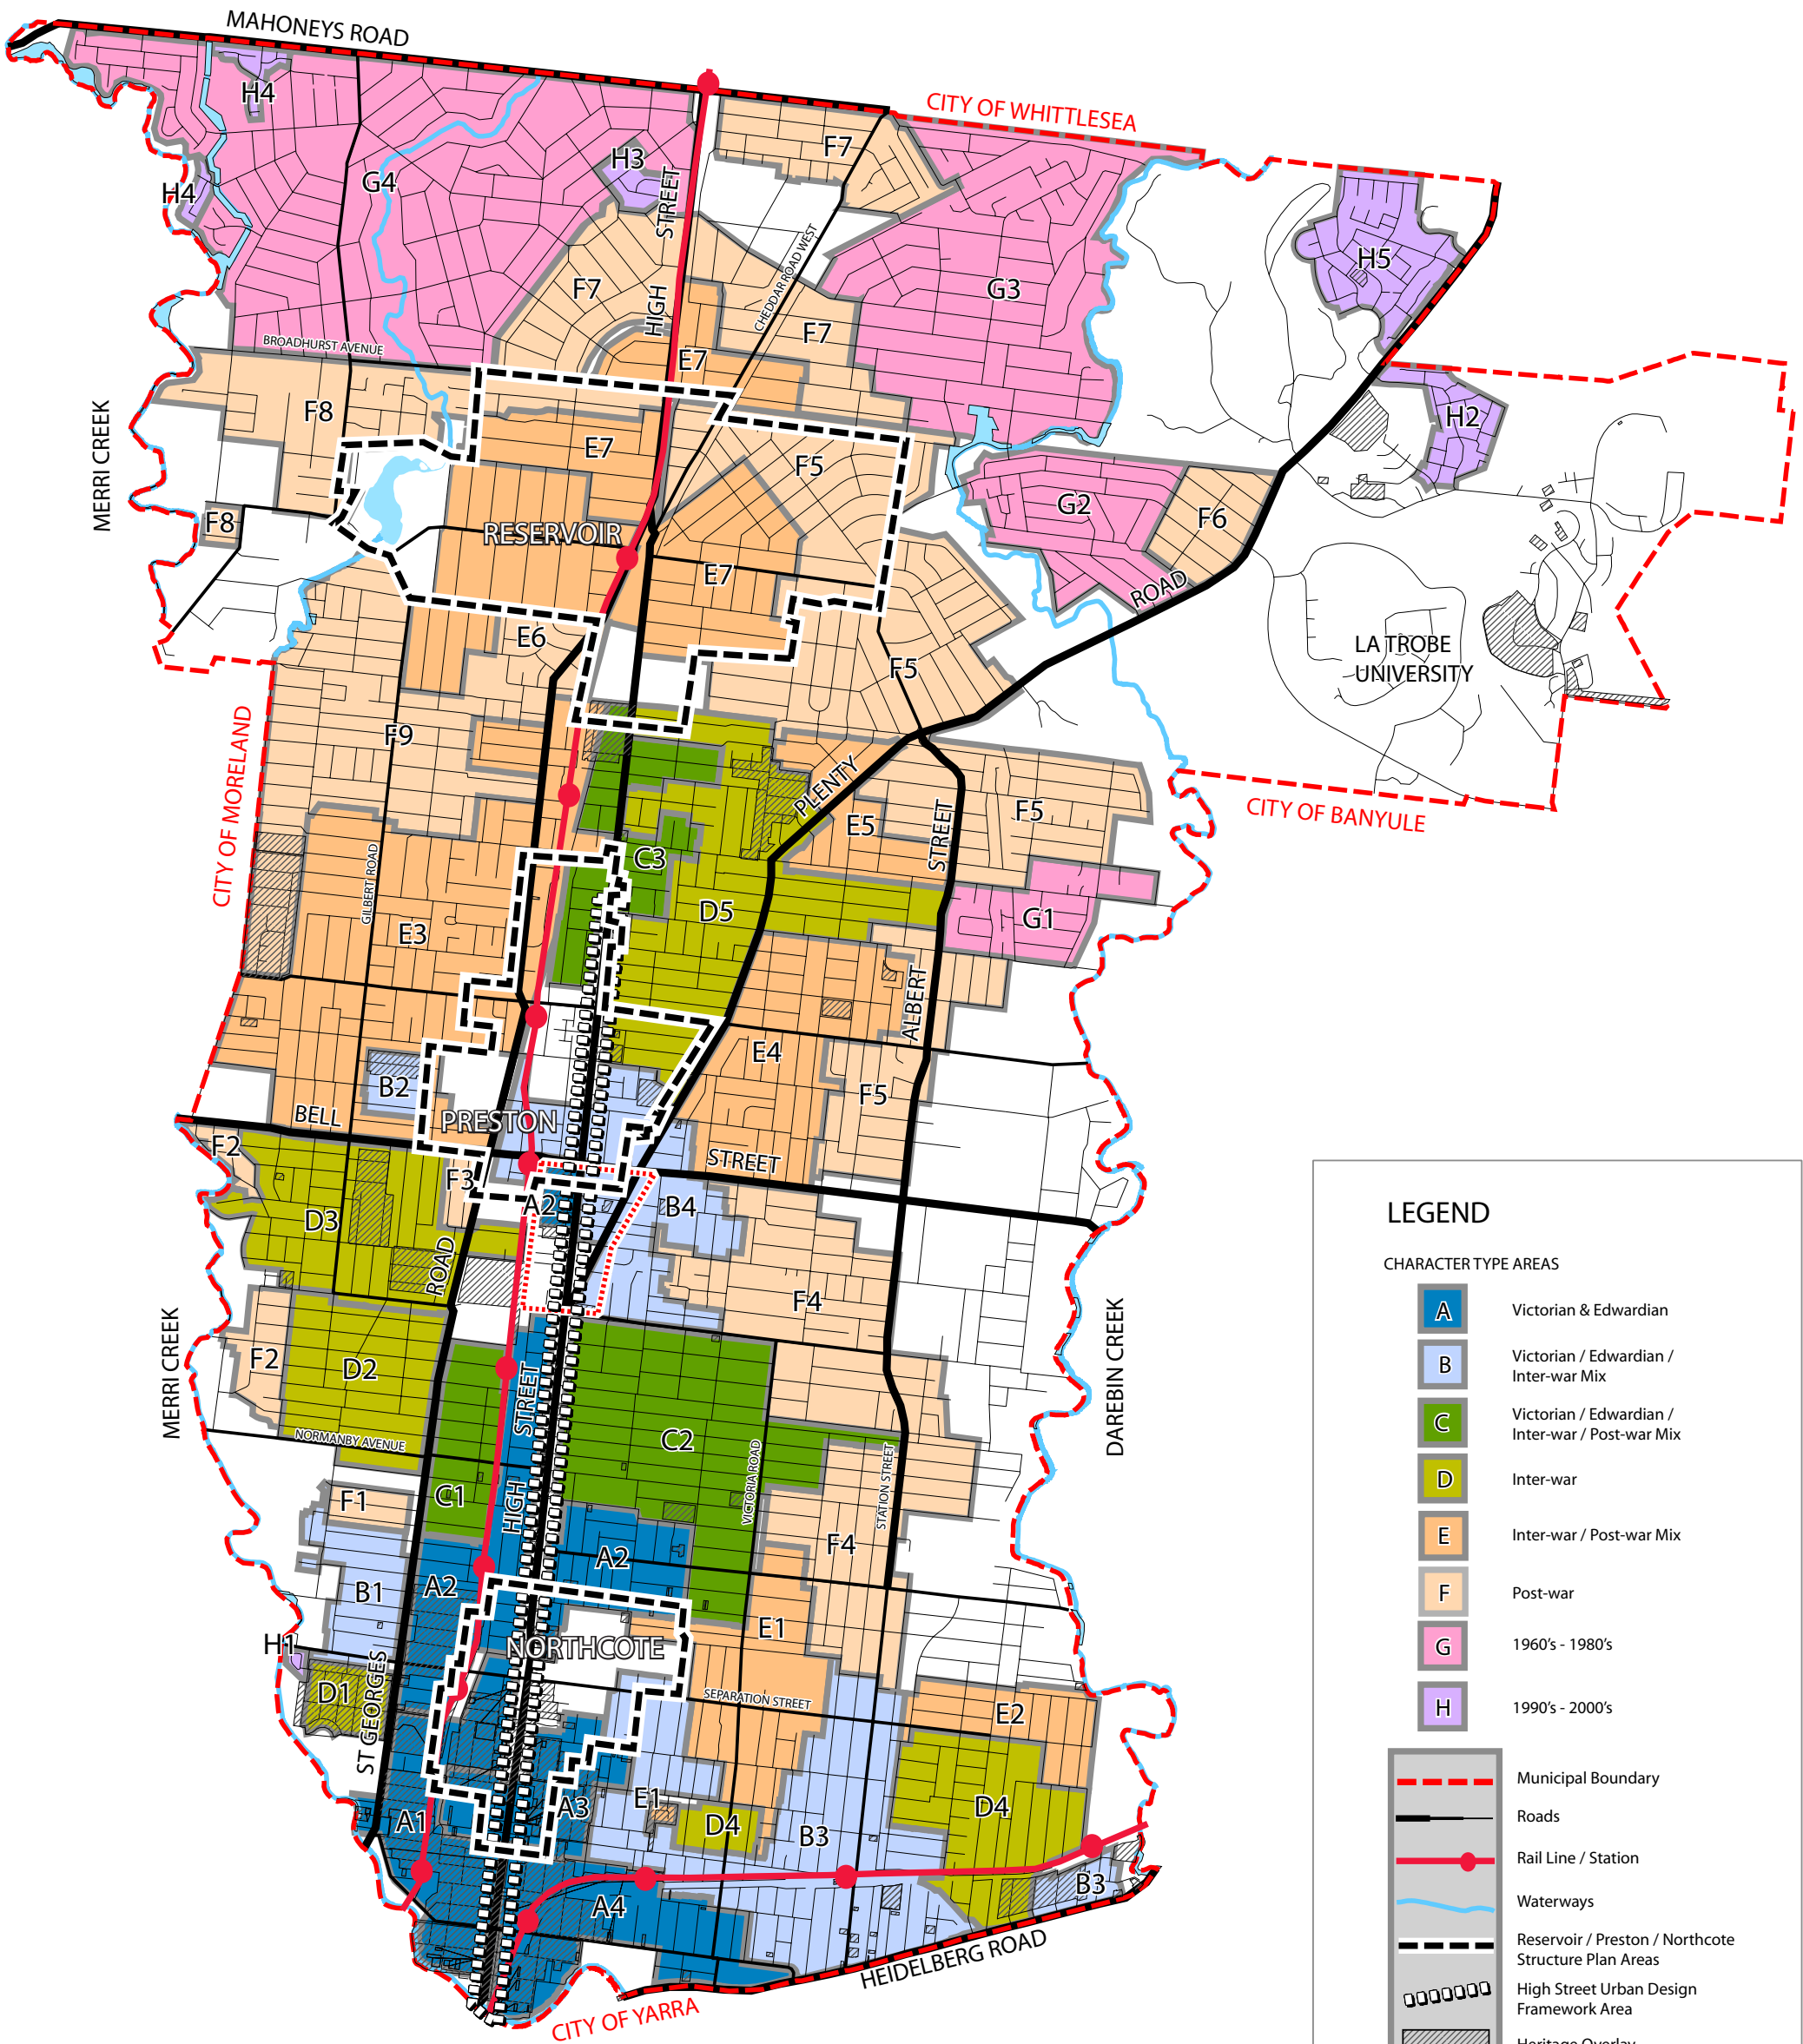 MAHONEYS ROAD
CITY OF WHITTLESEA
H4
F7
H3
G4
H4
STREET
H5
CHEDDAR ROAD WEST
F7
G3
HIGH
F7
BROADHURST AVENUE
E7
F8
H2
MERRI CREEK
E7
F5
G2
F8
F6
RESERVOIR
E7
ROAD
E6
LA TROBE
UNIVERSITY
F5
F9
CITY OF MORELAND
PLENTY
CITY OF BANYULE
F5
E5
STREET
C3
GILBERT ROAD
D5
G1
E3
ALBERT
E4
B2
F5
BELL
PRESTON
F2
STREET
F3
A2
B4
D3
ROAD
F4
MERRI CREEK
DAREBIN CREEK
F2
D2
STREET
NORMANBY AVENUE
C2
VICTORIA ROAD
STATION STREET
C1
F1
HIGH
F4
A2
A2
B1
E1
H1
NORTHCOTE
D1
SEPARATION STREET
ST GEORGES
E2
E1
D4
A3
A1
D4
B3
B3
A4
HEIDELBERG ROAD
CITY OF YARRA
LEGEND
CHARACTER TYPE AREAS
A Victorian & Edwardian
B Victorian / Edwardian /
Inter-war Mix
C Victorian / Edwardian /
Inter-war / Post-war Mix
D Inter-war
E Inter-war / Post-war Mix
F Post-war
G 1960's - 1980's
H 1990's - 2000's
Municipal Boundary
Roads
Rail Line / Station
Waterways
Reservoir / Preston / Northcote
Structure Plan Areas
High Street Urban Design
Framework Area
Heritage Overlay